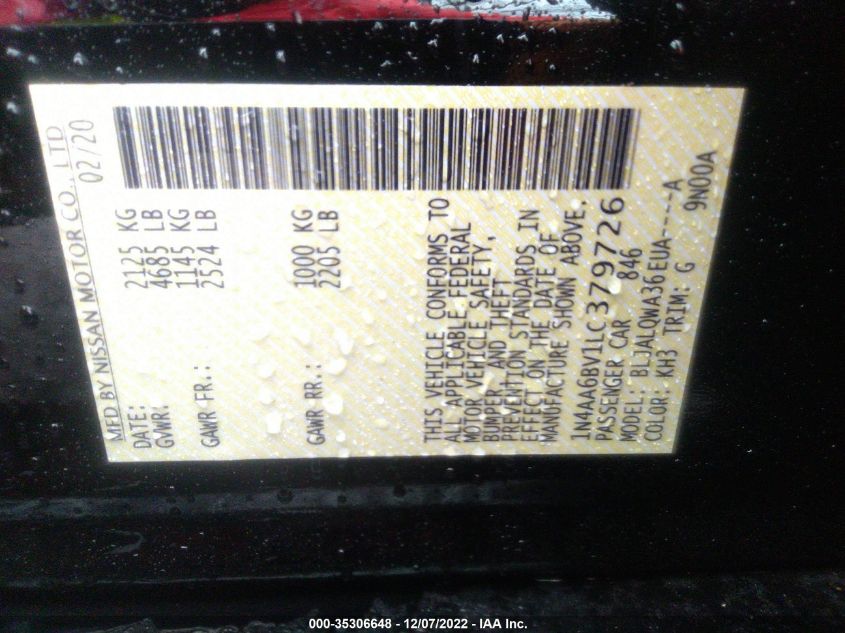 MFD BY NISSAN MOTOR CO., LTD
DATE: 02/20
GVWR: 2125 KG
4685 LB
GAWR FR.: 1145 KG
2524 LB
GAWR RR.: 1000 KG
2205 LB
THIS VEHICLE CONFORMS TO
ALL APPLICABLE FEDERAL
MOTOR VEHICLE SAFETY,
BUMPER, AND THEFT
PREVENTION STANDARDS IN
EFFECT ON THE DATE OF
MANUFACTURE SHOWN ABOVE.
1N4AA6BV1LC379726
PASSENGER CAR 846
MODEL: BLJALQWA36EUA----A
COLOR: KH3 TRIM: G 9N00A
000-35306648 - 12/07/2022 - IAA Inc.